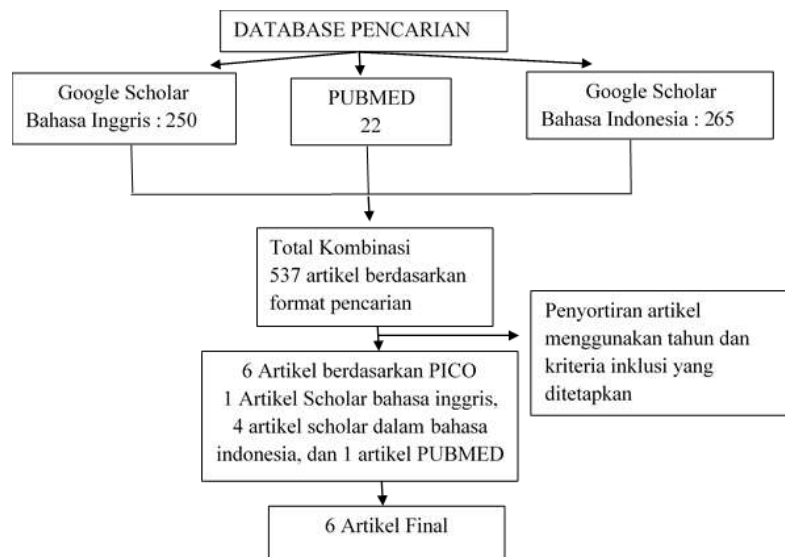 DATABASE PENCARIAN
Google Scholar
Bahasa Inggris : 250
PUBMED
22
Google Scholar
Bahasa Indonesia : 265
Total Kombinasi
537 artikel berdasarkan
format pencarian
Penyortiran artikel
menggunakan tahun dan
kriteria inklusi yang
ditetapkan
6 Artikel berdasarkan PICO
1 Artikel Scholar bahasa inggris,
4 artikel scholar dalam bahasa
indonesia, dan 1 artikel PUBMED
6 Artikel Final